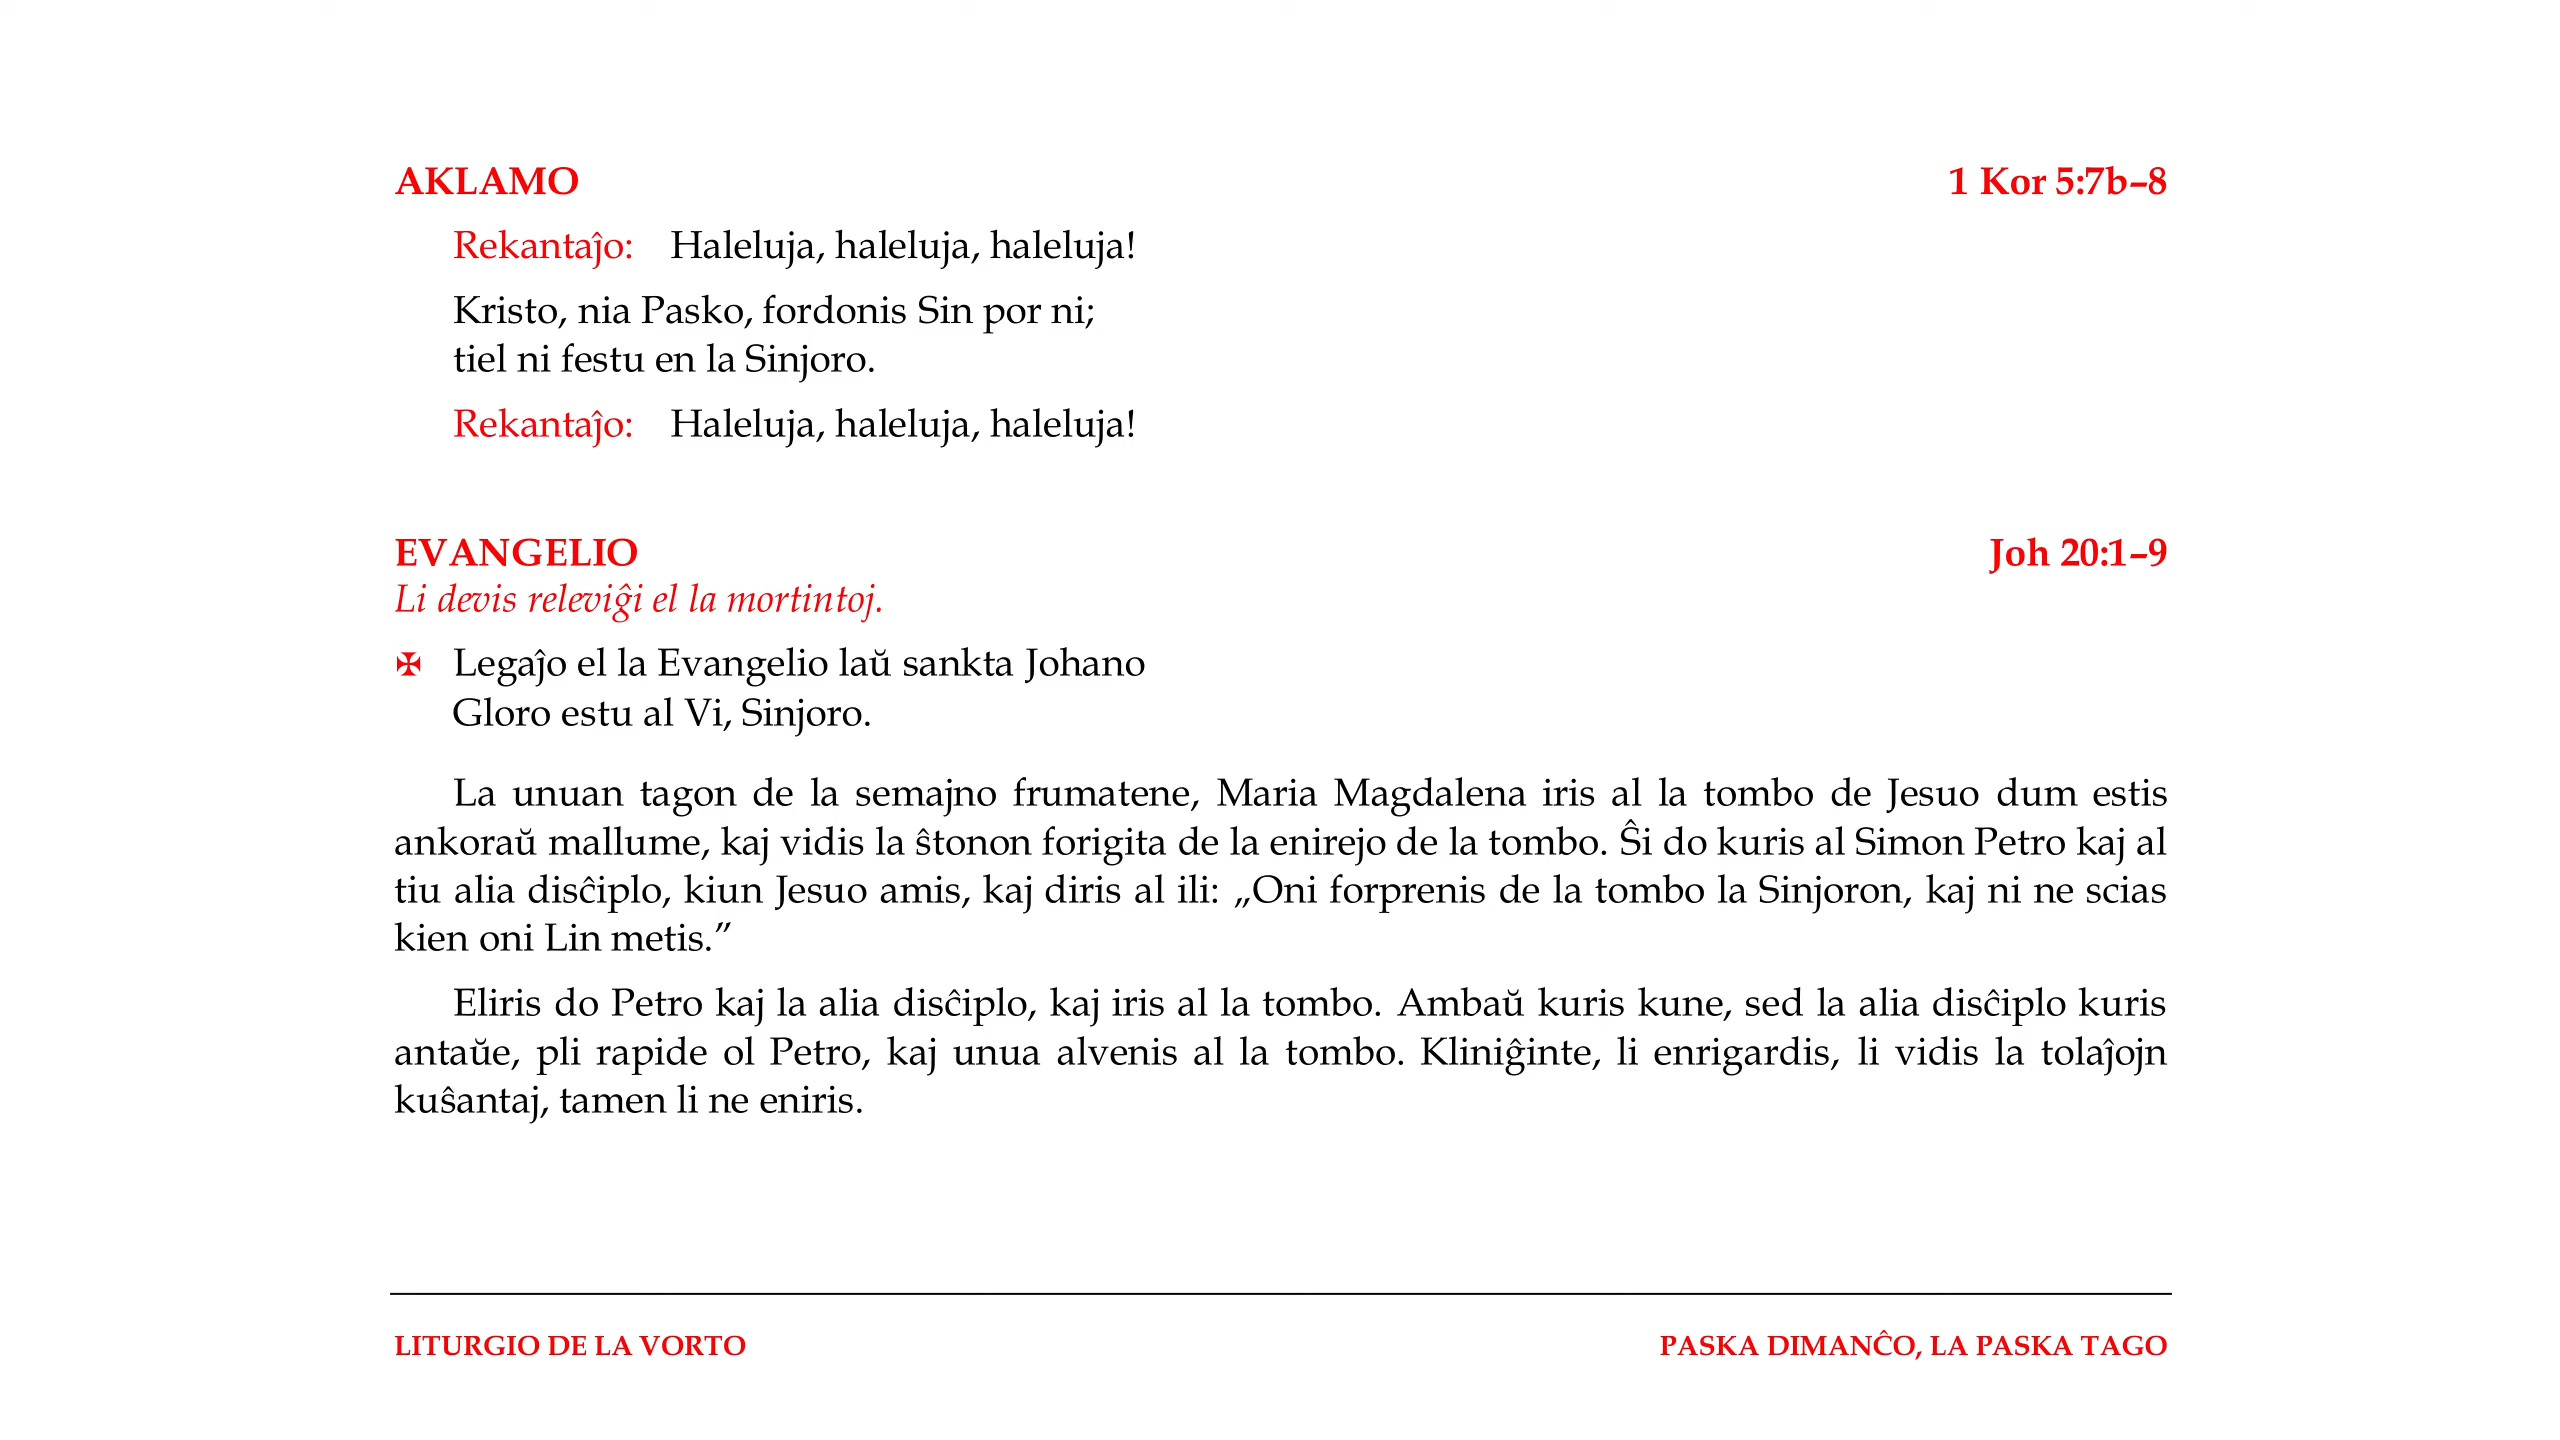 AKLAMO 1 Kor 5:7b–8
Rekantaĵo: Haleluja, haleluja, haleluja!
Kristo, nia Pasko, fordonis Sin por ni;
tiel ni festu en la Sinjoro.
Rekantaĵo: Haleluja, haleluja, haleluja!
EVANGELIO Joh 20:1–9
Li devis releviĝi el la mortintoj.
✠ Legaĵo el la Evangelio laŭ sankta Johano
Gloro estu al Vi, Sinjoro.
La unuan tagon de la semajno frumatene, Maria Magdalena iris al la tombo de Jesuo dum estis
ankoraŭ mallume, kaj vidis la ŝtonon forigita de la enirejo de la tombo. Ŝi do kuris al Simon Petro kaj al
tiu alia disĉiplo, kiun Jesuo amis, kaj diris al ili: „Oni forprenis de la tombo la Sinjoron, kaj ni ne scias
kien oni Lin metis.”
Eliris do Petro kaj la alia disĉiplo, kaj iris al la tombo. Ambaŭ kuris kune, sed la alia disĉiplo kuris
antaŭe, pli rapide ol Petro, kaj unua alvenis al la tombo. Kliniĝinte, li enrigardis, li vidis la tolaĵojn
kuŝantaj, tamen li ne eniris.
LITURGIO DE LA VORTO PASKA DIMANĈO, LA PASKA TAGO